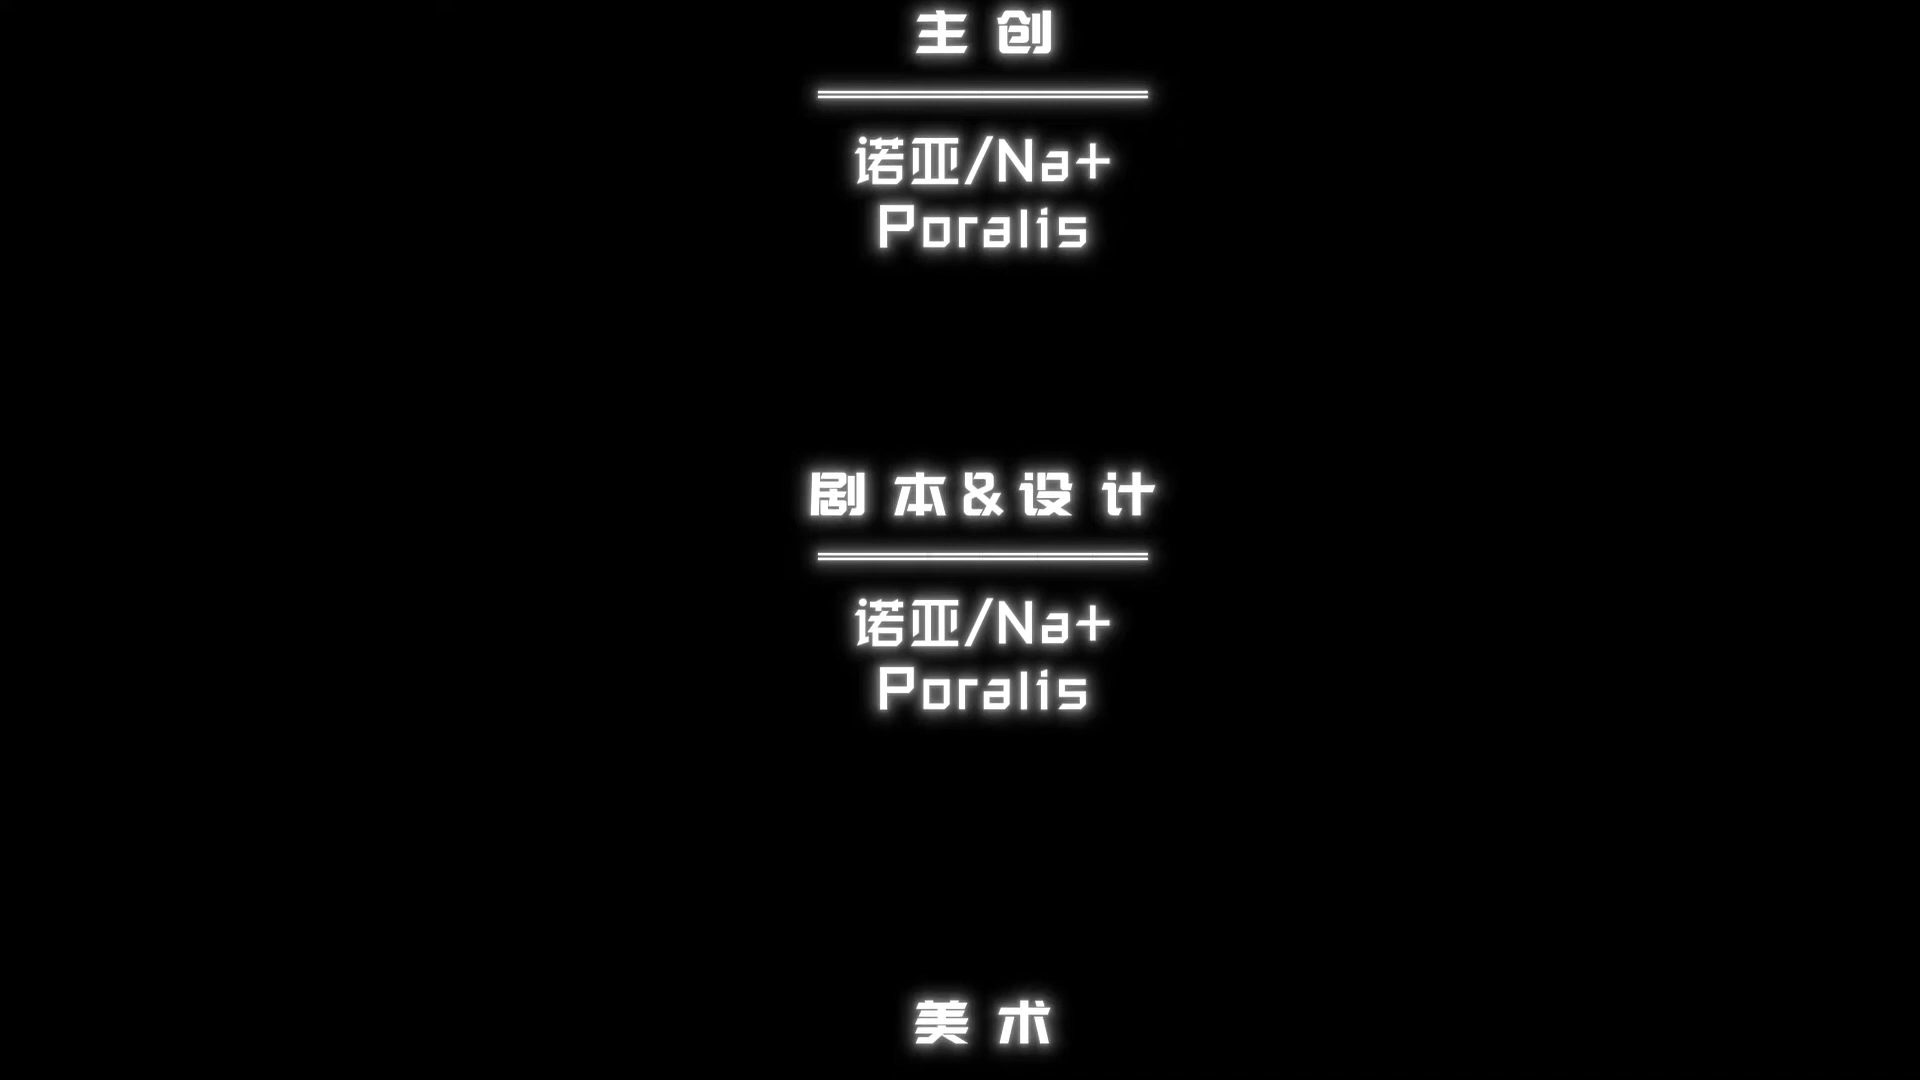 主 创
诺亚/Na+
Poralis
剧 本&设 计
诺亚/Na+
Poralis
美 术